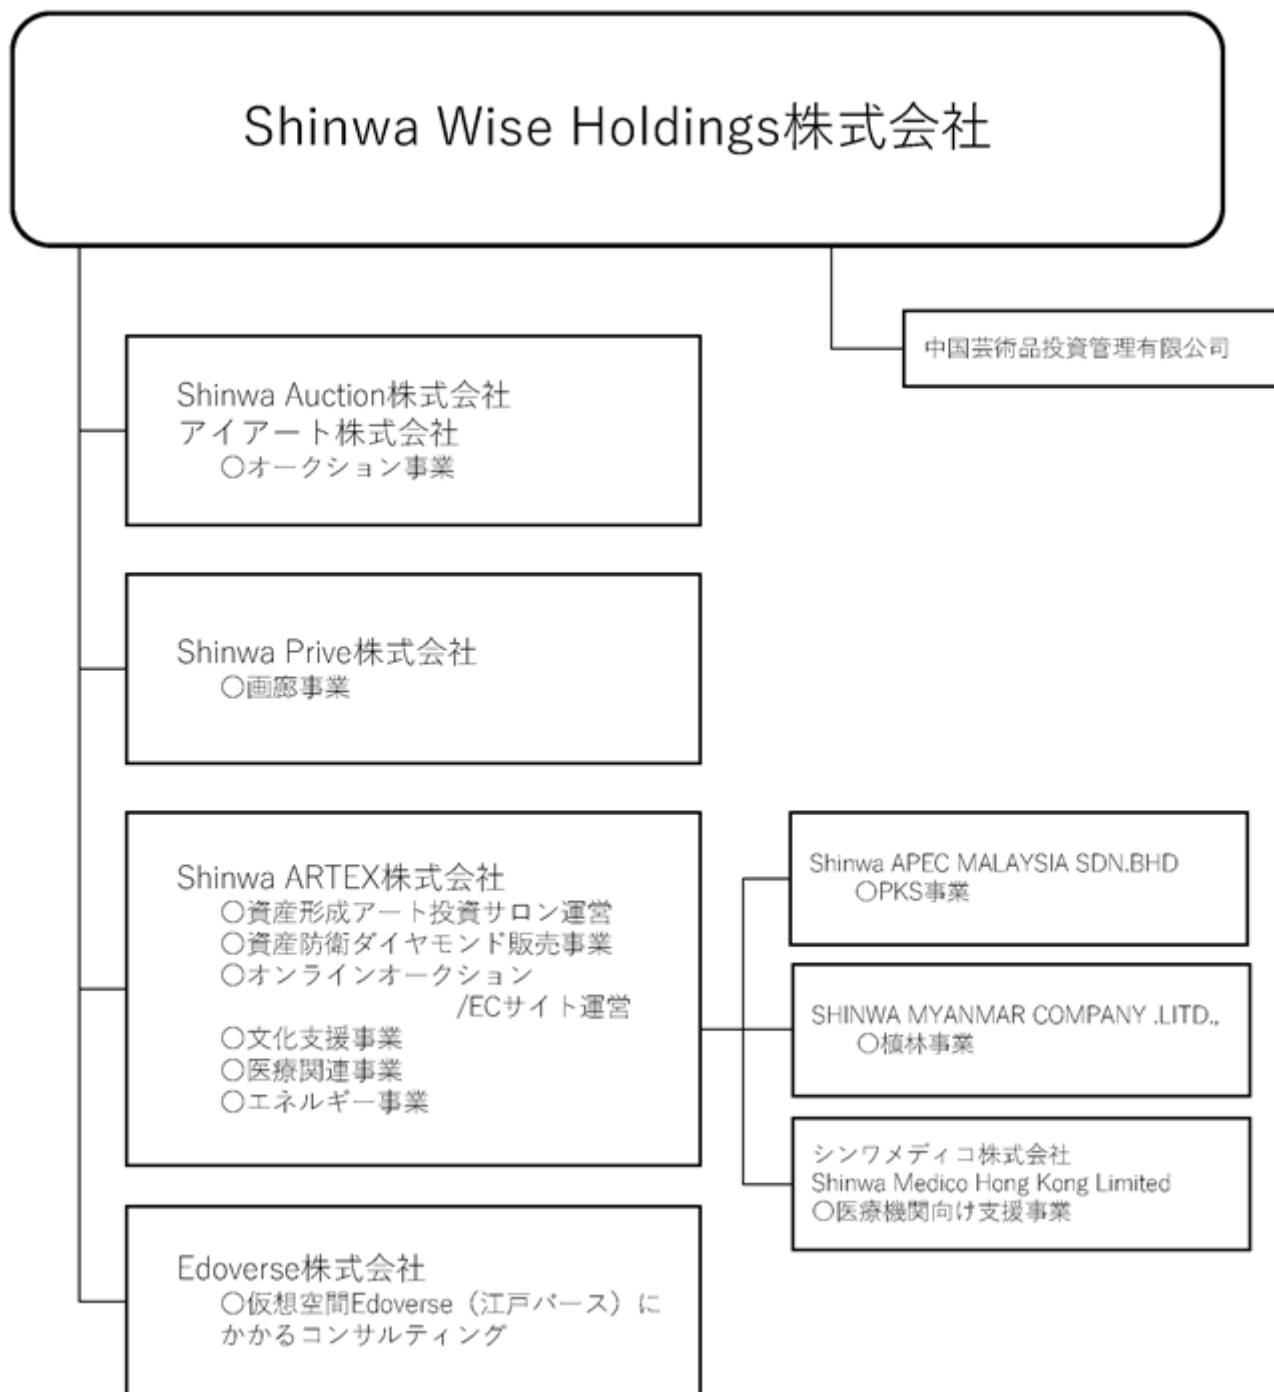 Shinwa Wise Holdings株式会社
中国芸術品投資管理有限公司
Shinwa Auction株式会社
アイアート株式会社
〇オークション事業
Shinwa Prive株式会社
〇画廊事業
Shinwa ARTEX株式会社
〇資産形成アート投資サロン運営
〇資産防衛ダイヤモンド販売事業
〇オンラインオークション
/ECサイト運営
〇文化支援事業
〇医療関連事業
〇エネルギー事業
Shinwa APEC MALAYSIA SDN.BHD
〇PKS事業
SHINWA MYANMAR COMPANY .LITD.,
〇植林事業
シンワメディコ株式会社
Shinwa Medico Hong Kong Limited
〇医療機関向け支援事業
Edoverse株式会社
〇仮想空間Edoverse（江戸バース）に
かかるコンサルティング